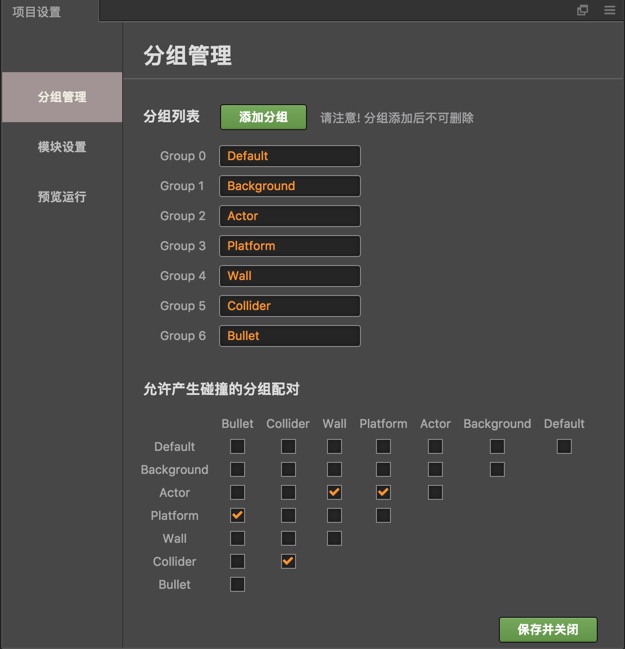 项目设置
分组管理
模块设置
预览运行
分组管理
分组列表 添加分组 请注意! 分组添加后不可删除
Group 0 Default
Group 1 Background
Group 2 Actor
Group 3 Platform
Group 4 Wall
Group 5 Collider
Group 6 Bullet
允许产生碰撞的分组配对
Bullet Collider Wall Platform Actor Background Default
Default
Background
Actor
Platform
Wall
Collider
Bullet
保存并关闭